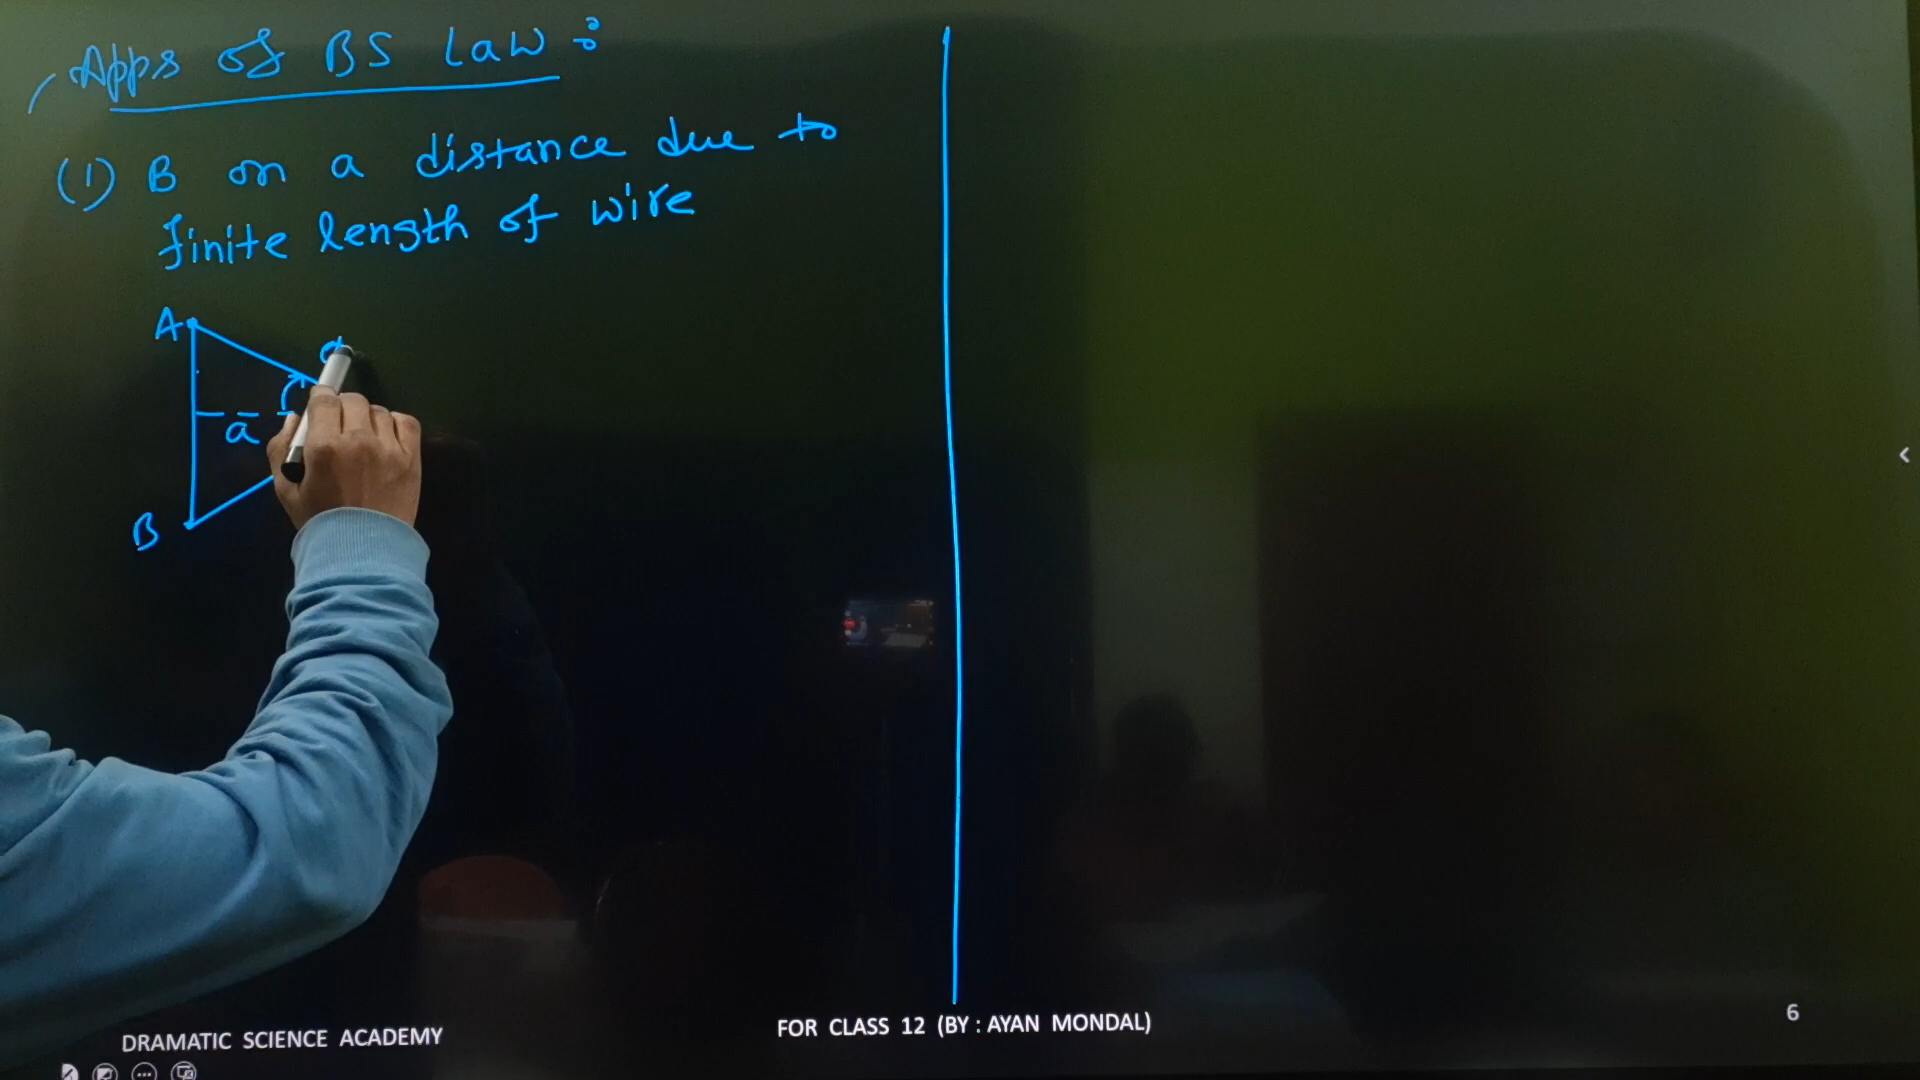 Apps of BS Law :
(1) B on a distance due to
finite length of wire
A
a
B
DRAMATIC SCIENCE ACADEMY
FOR CLASS 12 (BY : AYAN MONDAL)
6